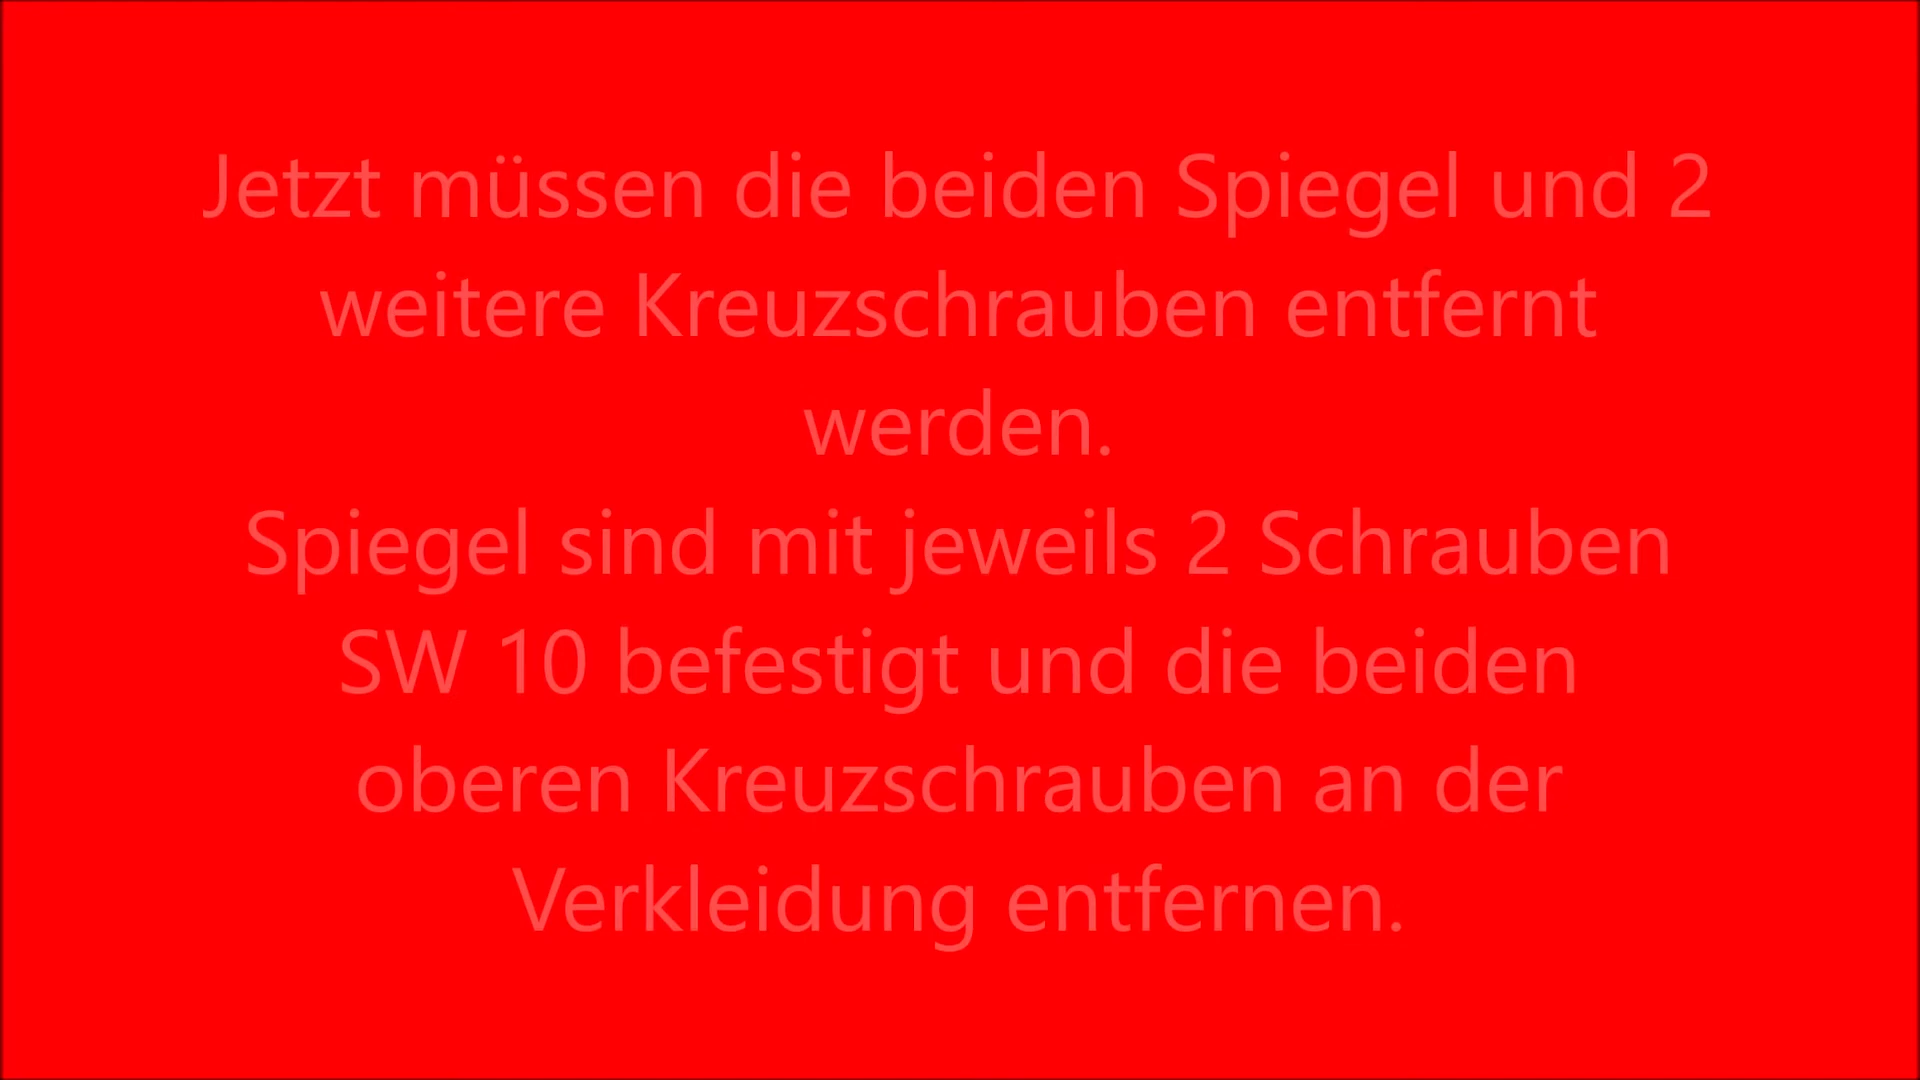 Jetzt müssen die beiden Spiegel und 2
weitere Kreuzschrauben entfernt
werden.
Spiegel sind mit jeweils 2 Schrauben
SW 10 befestigt und die beiden
oberen Kreuzschrauben an der
Verkleidung entfernen.